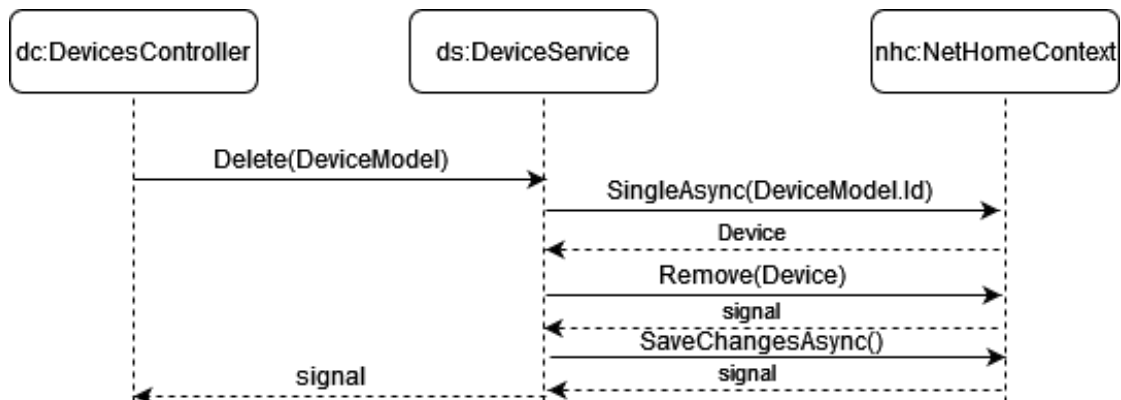 dc:DevicesController
ds:DeviceService
nhc:NetHomeContext
Delete(DeviceModel)
SingleAsync(DeviceModel.Id)
Device
Remove(Device)
signal
SaveChangesAsync()
signal
signal